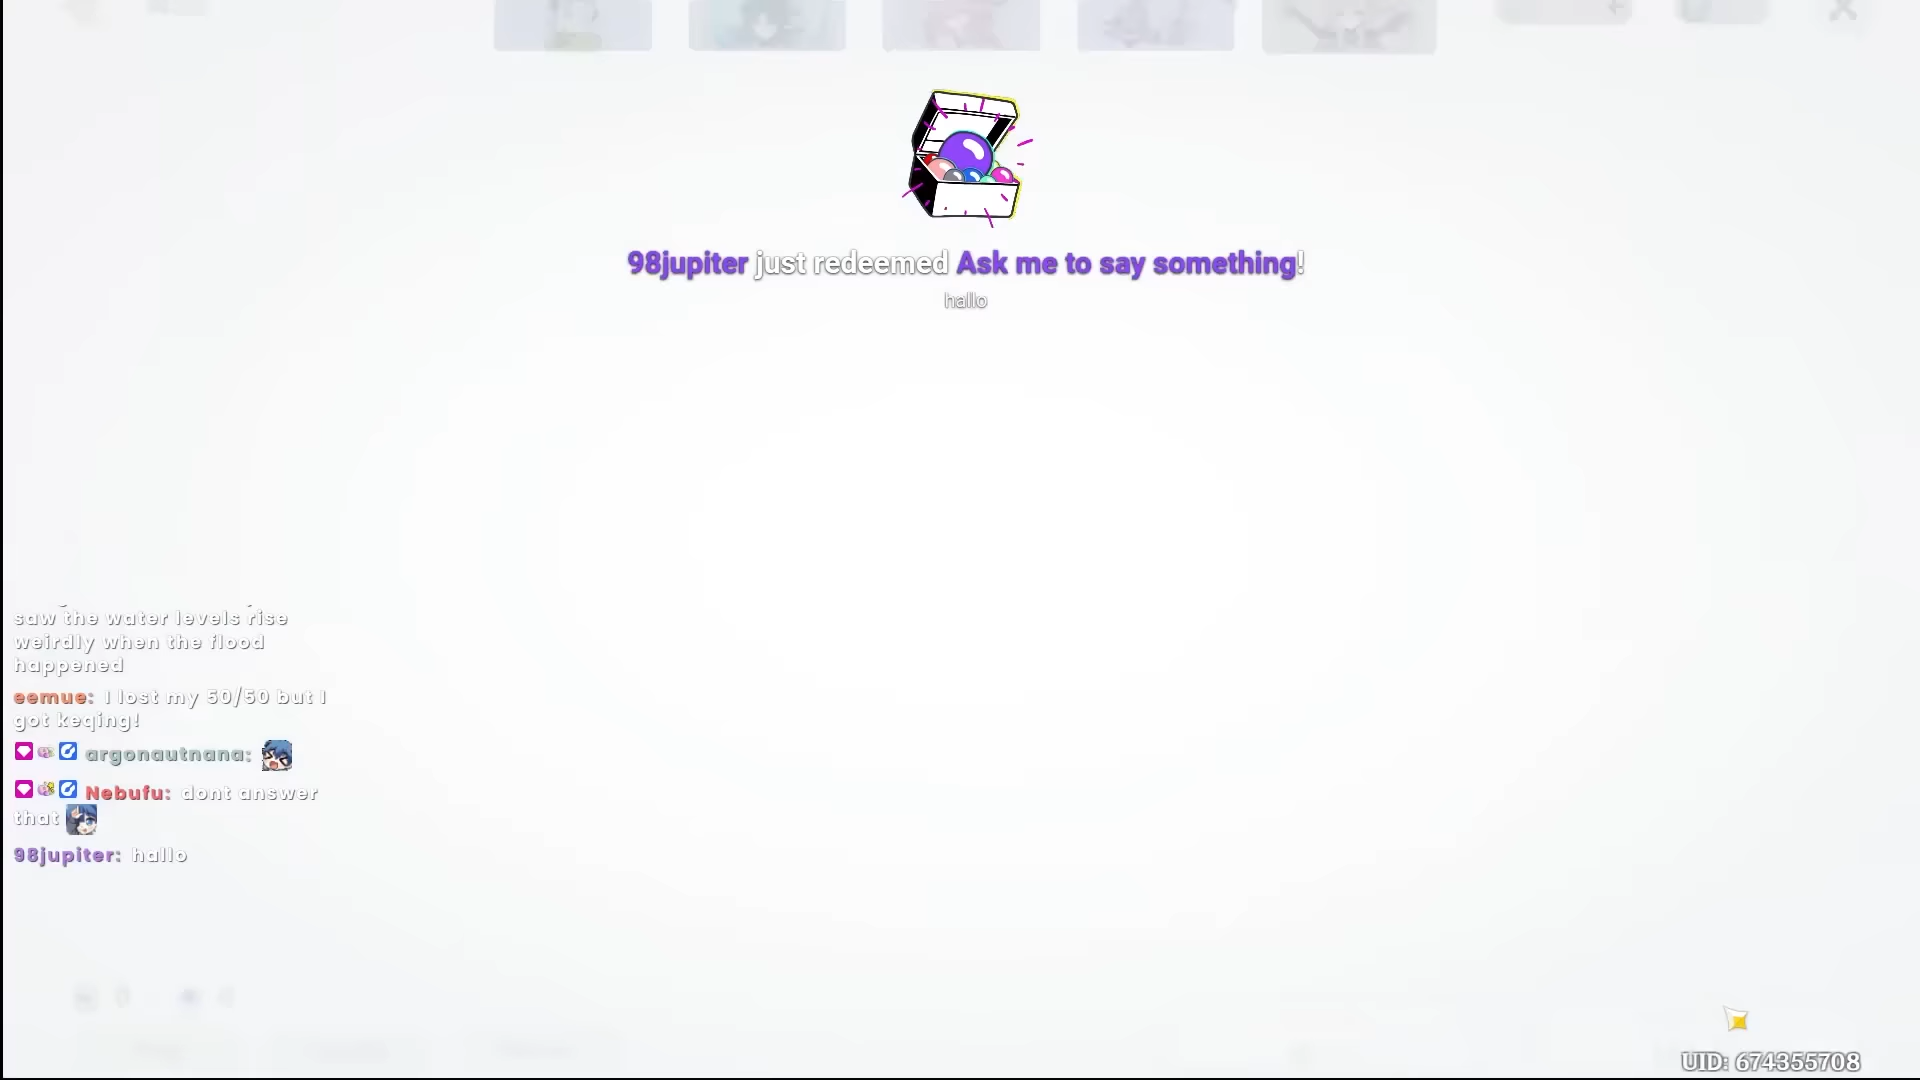 98jupiter just redeemed Ask me to say something!
hallo
saw the water levels rise
weirdly when the flood
happened
eemue: I lost my 50/50 but I
got keqing!
argonautnana:
Nebufu: dont answer
that
98jupiter: hallo
UID: 674355708